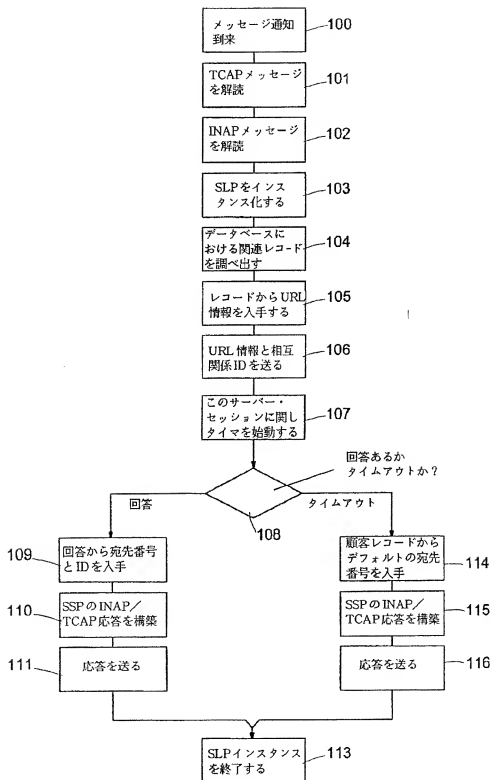 メッセージ通知
到来
100
TCAPメッセージ
を解読
101
INAPメッセージ
を解読
102
SLPをインス
タンス化する
103
データベースに
おける関連レコード
を調べ出す
104
レコードからURL
情報を入手する
105
URL情報と相互
関係IDを送る
106
このサーバー・
セッションに関し
タイマを始動する
107
回答あるか
タイムアウトか?
回答
タイムアウト
108
109
回答から宛先番号
とIDを入手
顧客レコードから
デフォルトの宛先
番号を入手
114
110
SSPのINAP/
TCAP応答を構築
SSPのINAP/
TCAP応答を構築
115
111
応答を送る
応答を送る
116
SLPインスタンス
を終了する
113